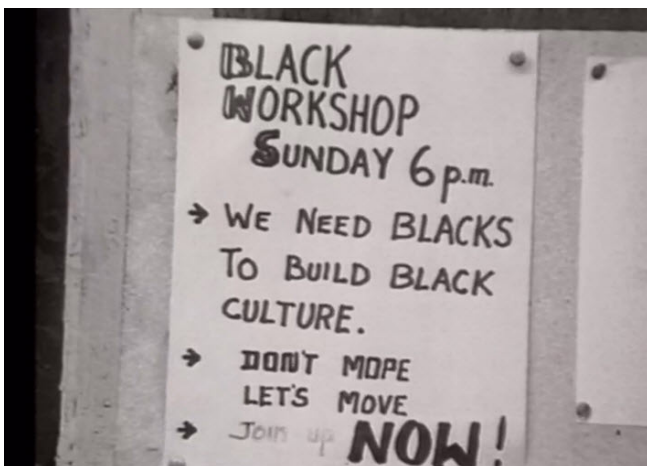 BLACK
WORKSHOP
SUNDAY 6 p.m.
→ WE NEED BLACKS
TO BUILD BLACK
CULTURE.
→ DON'T MOPE
LET'S MOVE
→ Join up NOW!